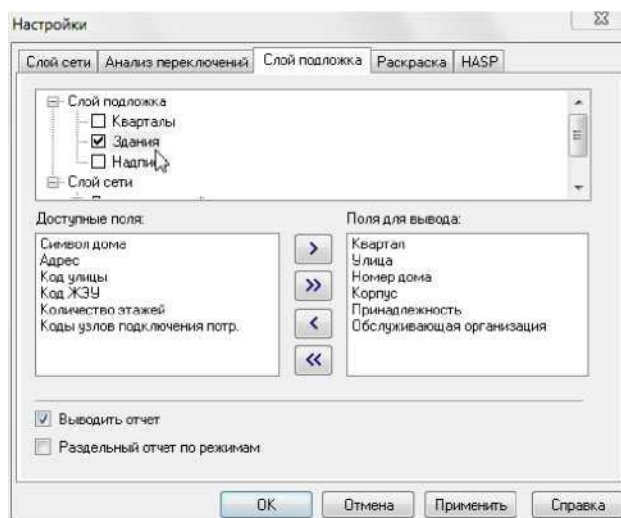 Настройки
Слой сети
Анализ переключений
Слой подложка
Раскраска
HASP
Слой подложка
Кварталы
Здания
Надпи
Слой сети
Доступные поля:
Поля для вывода:
Символ дома
Адрес
Код улицы
Код ЖЭУ
Количество этажей
Коды узлов подключения потр.
>
>>
<
<<
Квартал
Улица
Номер дома
Корпус
Принадлежность
Обслуживающая организация
Выводить отчет
Раздельный отчет по режимам
OK
Отмена
Применить
Справка